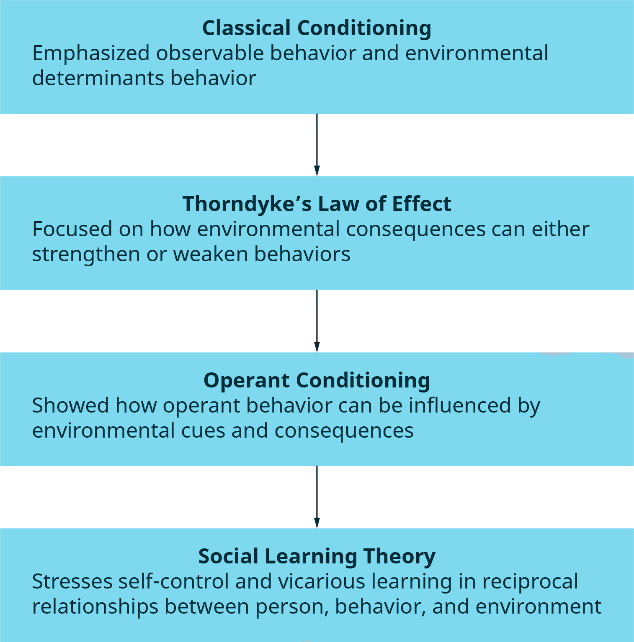 Classical Conditioning
Emphasized observable behavior and environmental
determinants behavior
Thorndyke’s Law of Effect
Focused on how environmental consequences can either
strengthen or weaken behaviors
Operant Conditioning
Showed how operant behavior can be influenced by
environmental cues and consequences
Social Learning Theory
Stresses self-control and vicarious learning in reciprocal
relationships between person, behavior, and environment